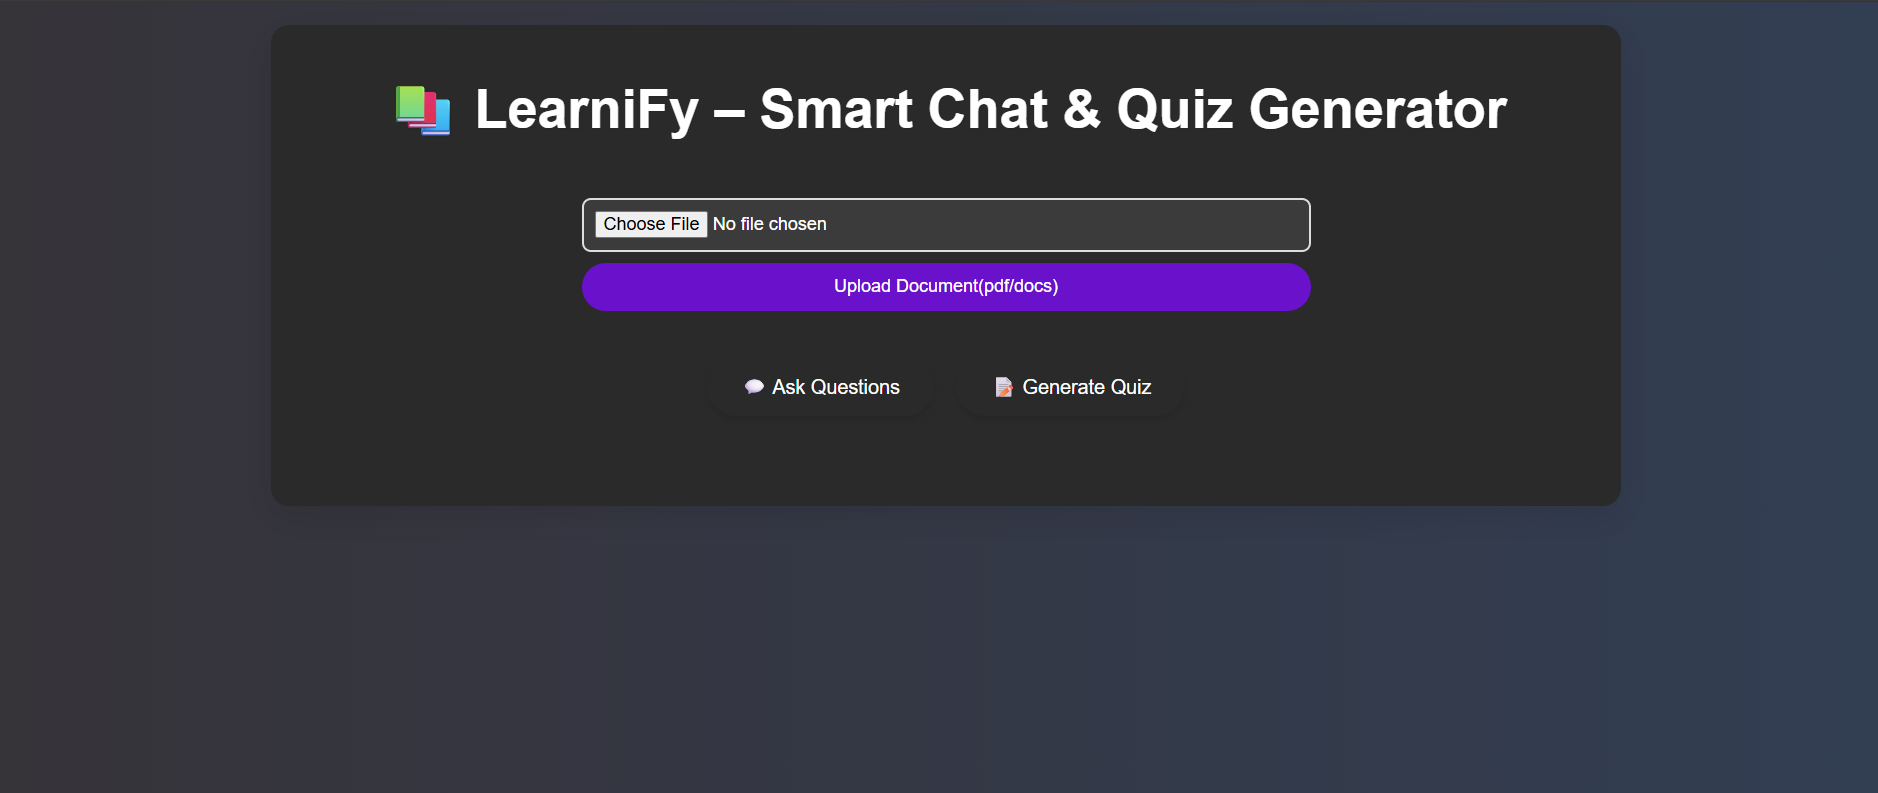 LearniFy – Smart Chat & Quiz Generator
Choose File No file chosen
Upload Document(pdf/docs)
Ask Questions
Generate Quiz